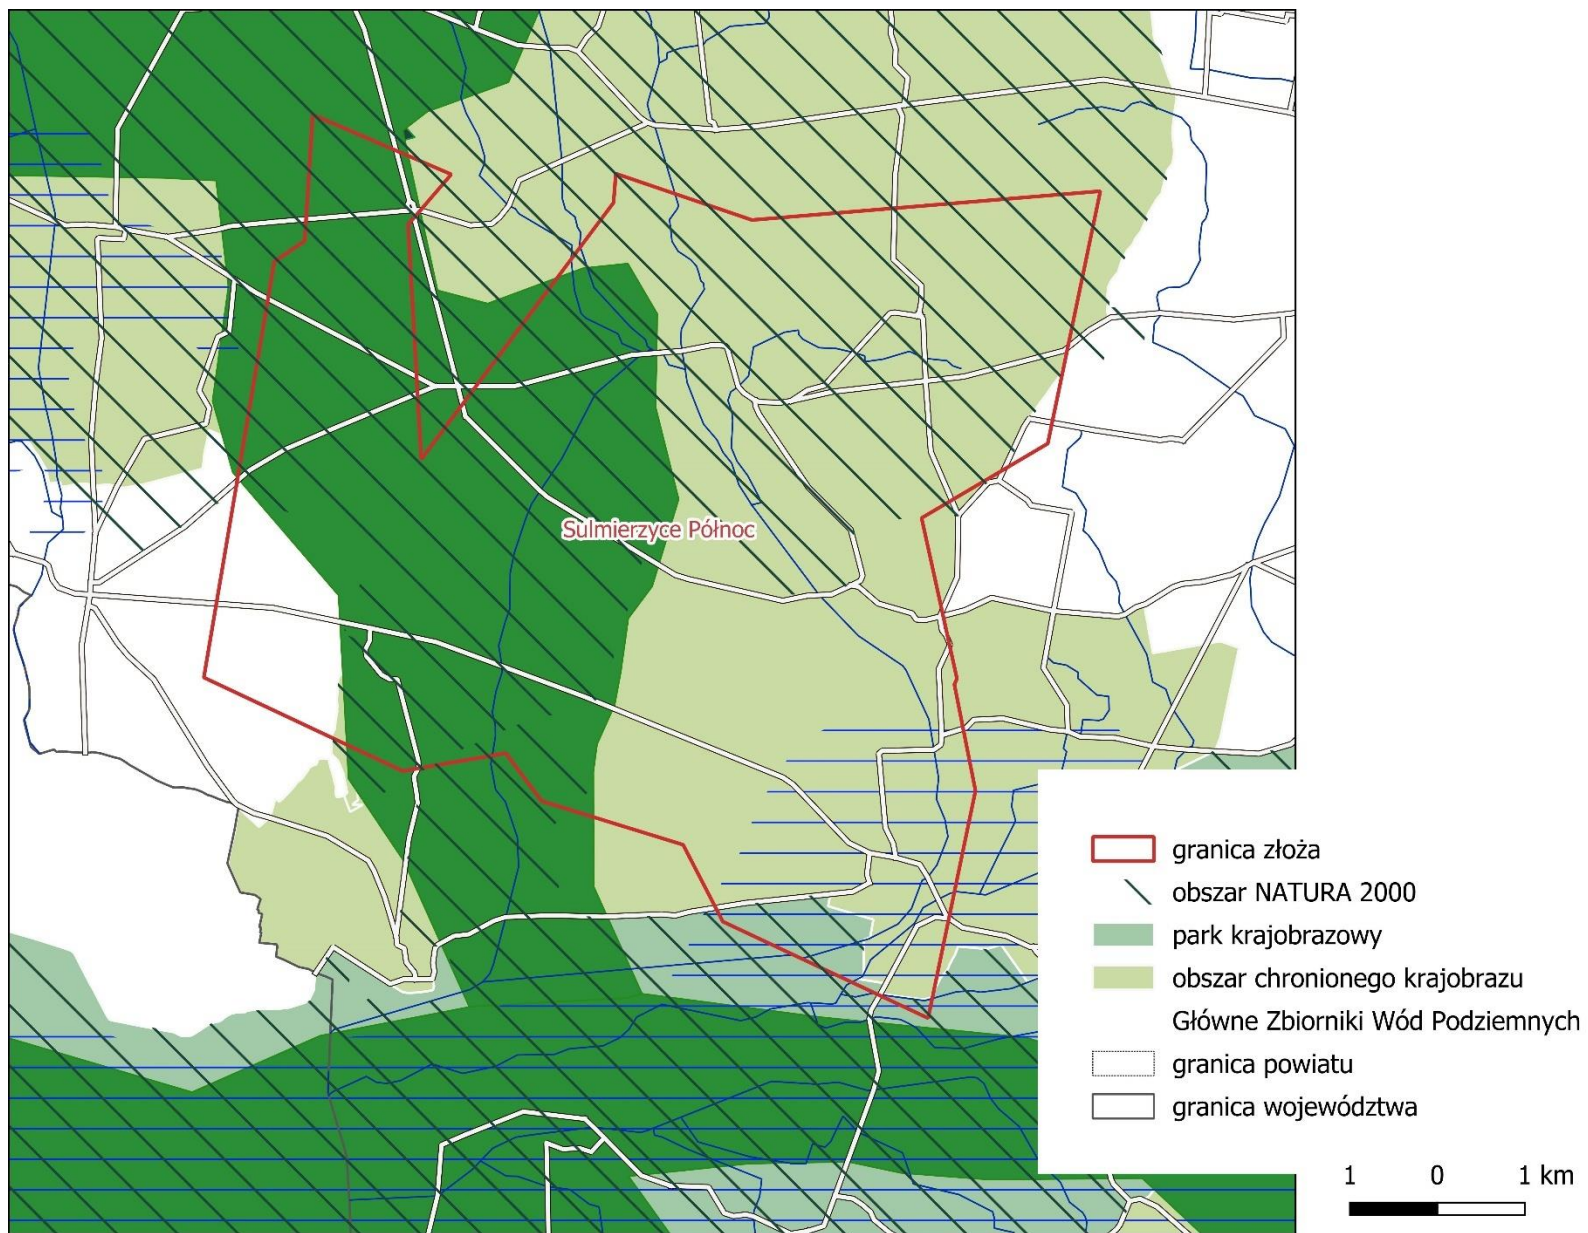 Sulmierzyce Północ
granica złoża
obszar NATURA 2000
park krajobrazowy
obszar chronionego krajobrazu
Główne Zbiorniki Wód Podziemnych
granica powiatu
granica województwa
1 0 1 km